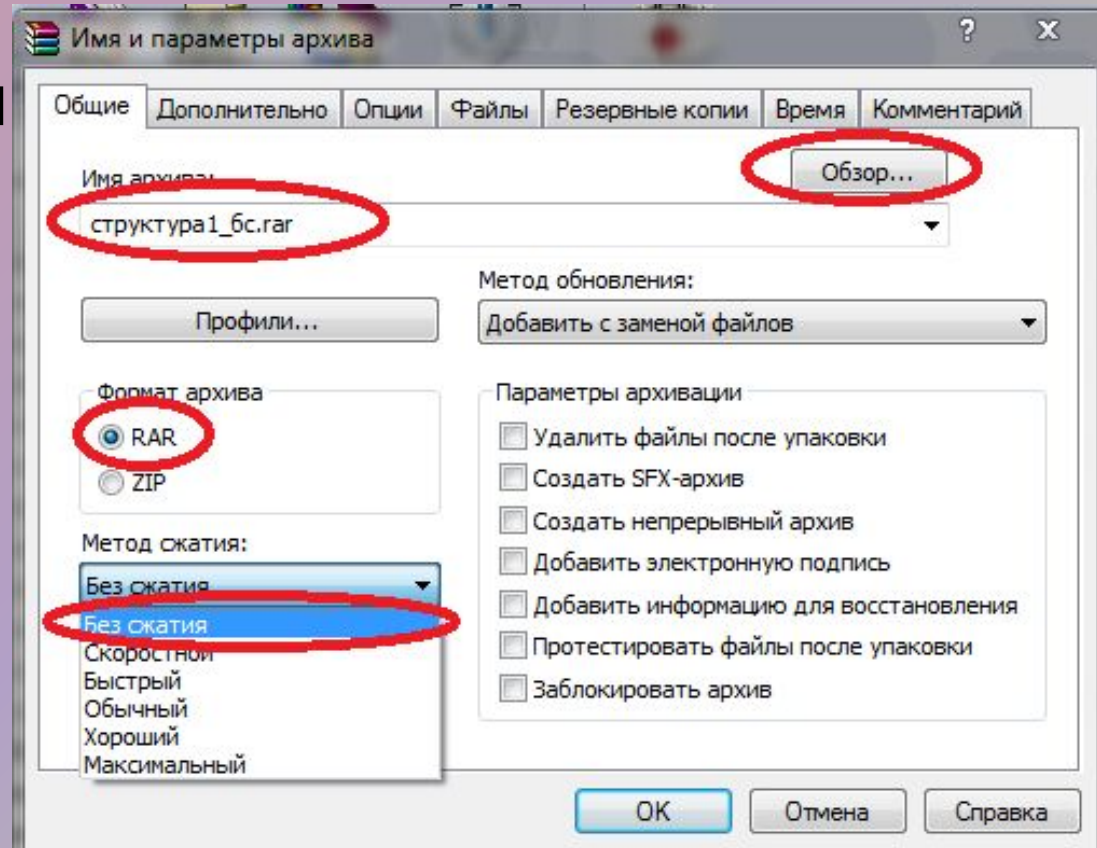 Имя и параметры архива
Общие Дополнительно Опции Файлы Резервные копии Время Комментарий
Обзор...
Имя архива:
структура1_бс.rar
Метод обновления:
Профили...
Добавить с заменой файлов
Формат архива
RAR
ZIP
Параметры архивации
Удалить файлы после упаковки
Создать SFX-архив
Создать непрерывный архив
Добавить электронную подпись
Добавить информацию для восстановления
Протестировать файлы после упаковки
Заблокировать архив
Метод сжатия:
Без сжатия
Без сжатия
Скоростной
Быстрый
Обычный
Хороший
Максимальный
OK Отмена Справка